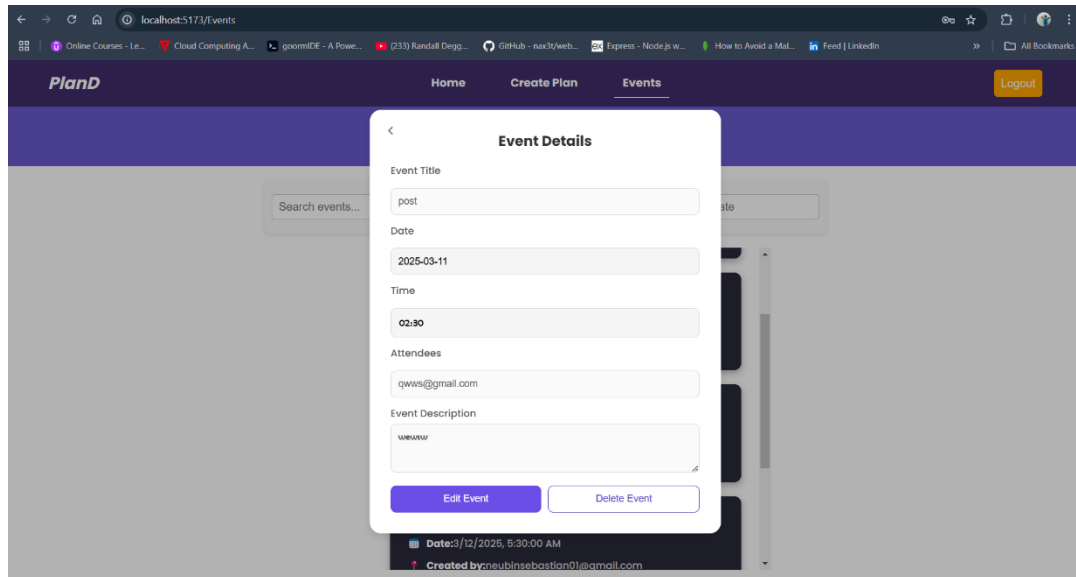 localhost:5173/Events
Online Courses - Le... Cloud Computing A... goormIDE - A Powe... (233) Randall Degg... GitHub - nax3t/web... Express - Node.js w... How to Avoid a Mal... Feed | LinkedIn » All Bookmarks
PlanD Home Create Plan Events Logout
Event Details
Event Title
post
Search events... ate
Date
2025-03-11
Time
02:30
Attendees
qwws@gmail.com
Event Description
wewsw
Edit Event Delete Event
Date:3/12/2025, 5:30:00 AM
Created by:neubinsebastian01@gmail.com